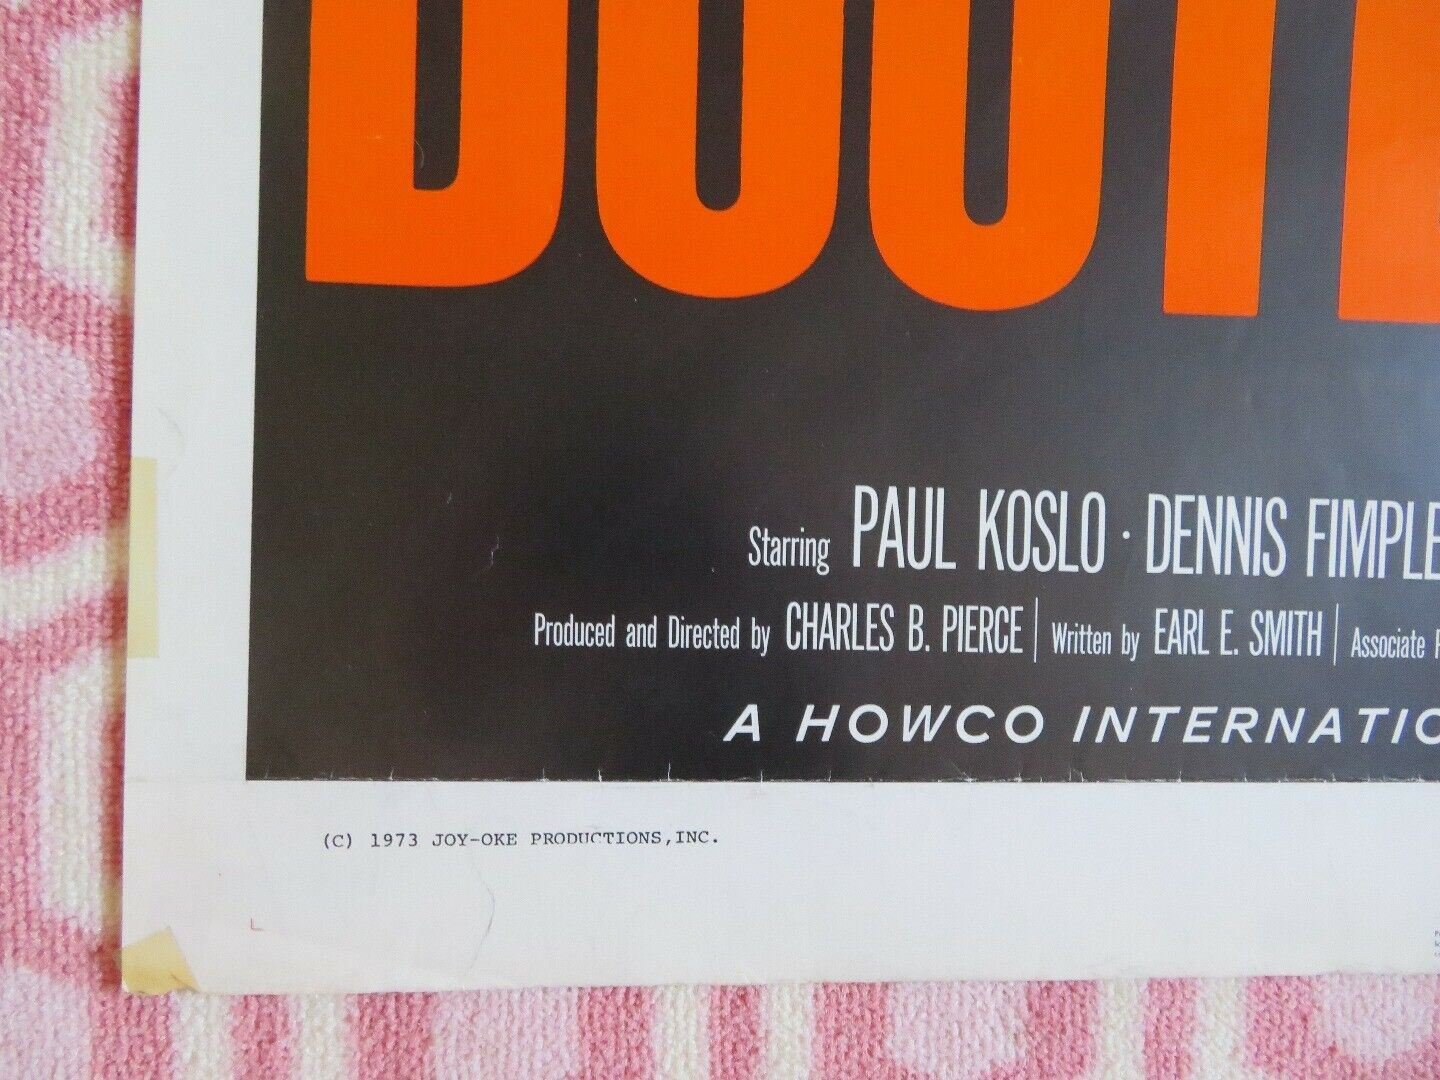 Starring PAUL KOSLO · DENNIS FIMPLE
Produced and Directed by CHARLES B. PIERCE | Written by EARL E. SMITH | Associate
A HOWCO INTERNATIO
(C) 1973 JOY-OKE PRODUCTIONS,INC.